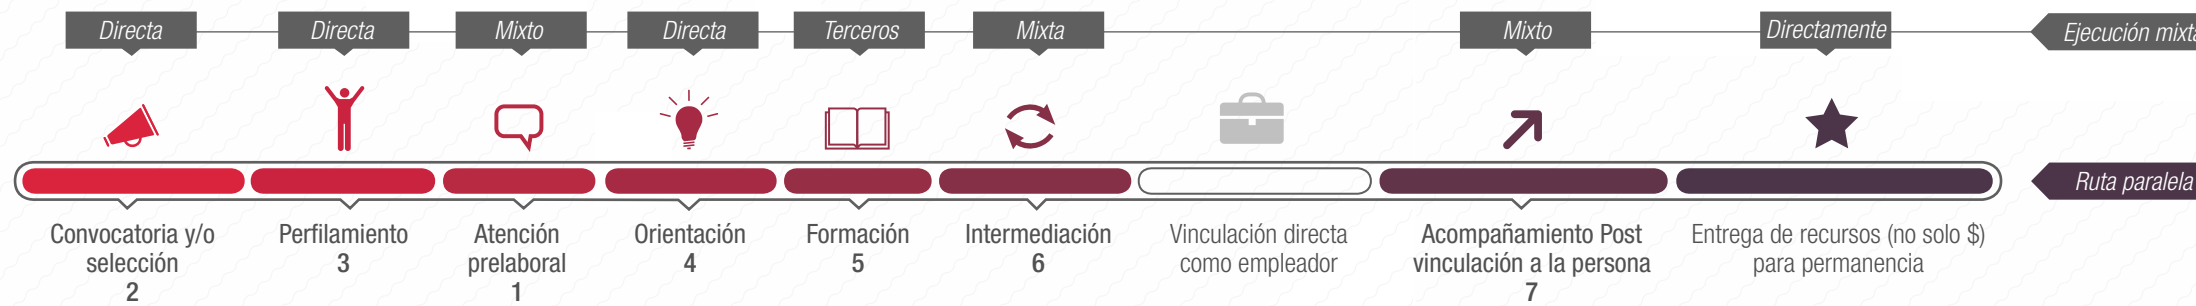 Directa
Directa
Mixto
Directa
Terceros
Mixta
Mixto
Directamente
Ejecución mixta
Ruta paralela
Convocatoria y/o
selección
2
Perfilamiento
3
Atención
prelaboral
1
Orientación
4
Formación
5
Intermediación
6
Vinculación directa
como empleador
Acompañamiento Post
vinculación a la persona
7
Entrega de recursos (no solo $)
para permanencia